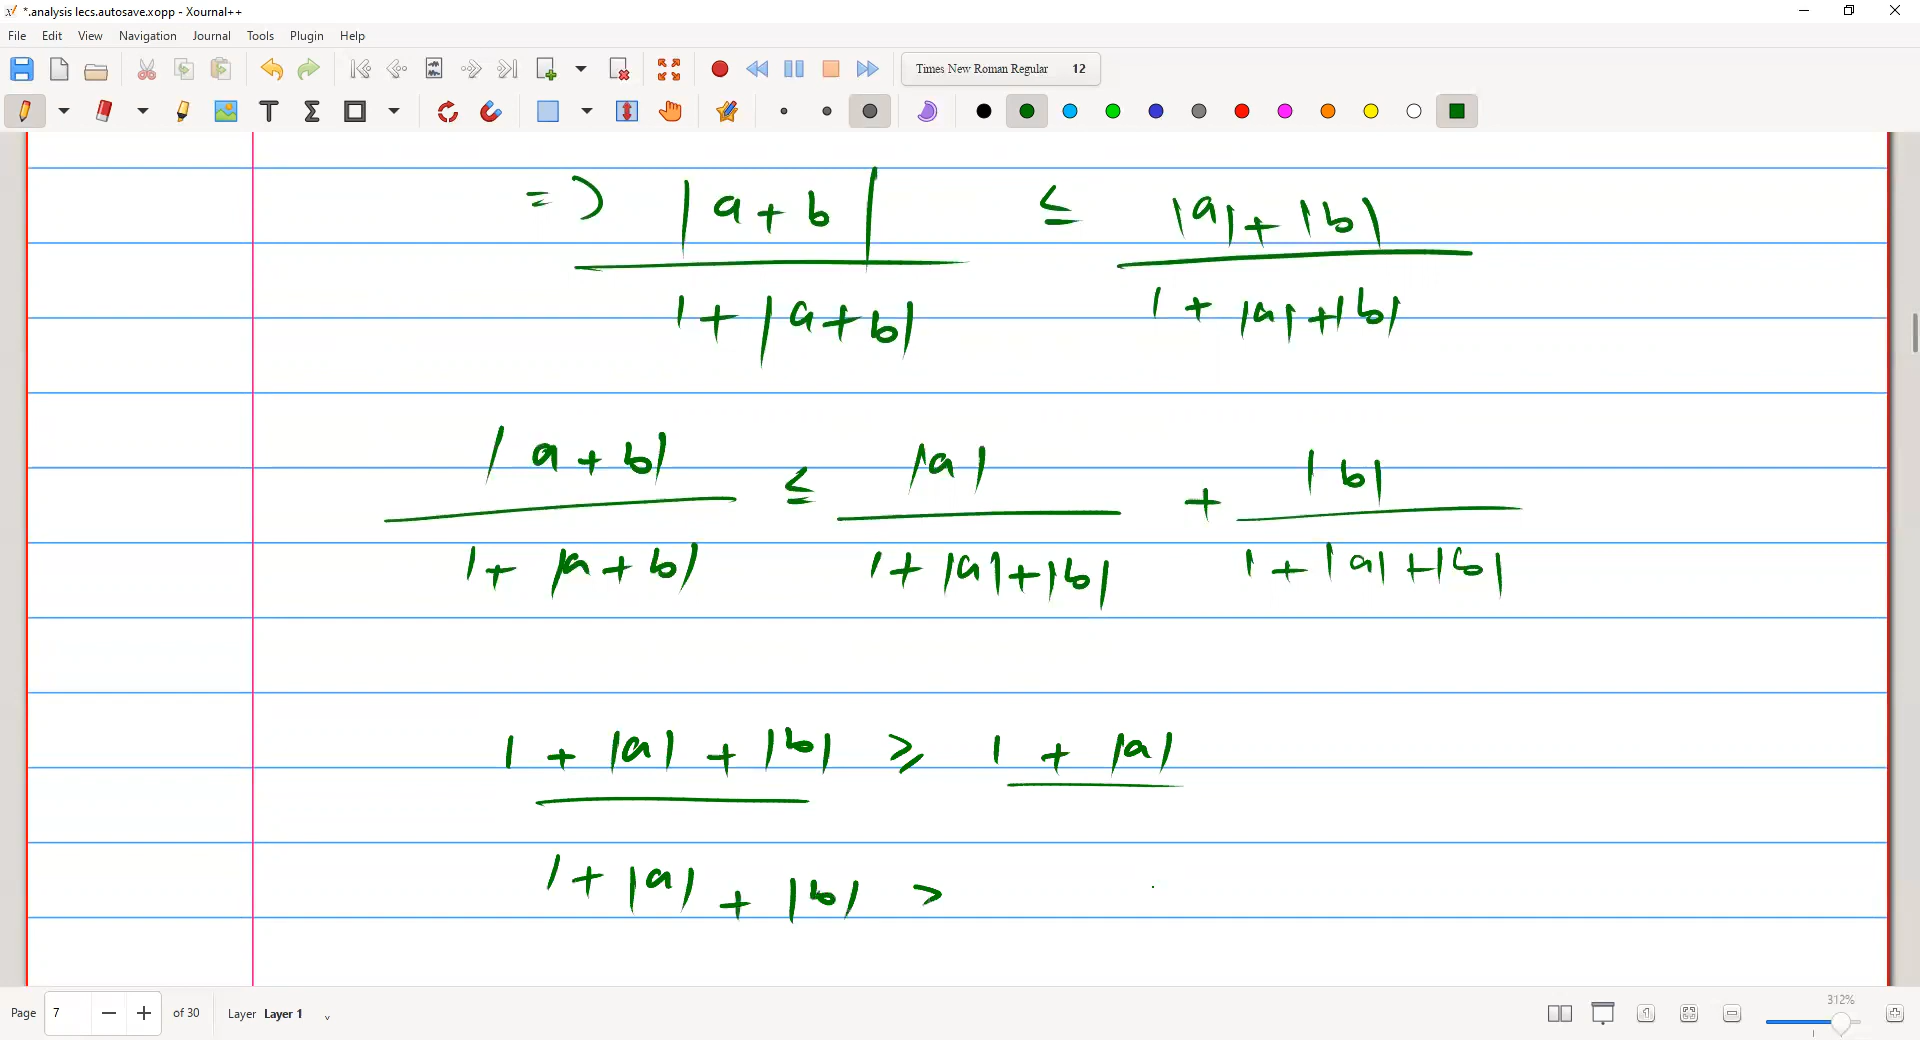 *.analysis lecs.autosave.xopp - Xournal++
File Edit View Navigation Journal Tools Plugin Help
Times New Roman Regular 12
=> |a + b| ≤ |a| + |b|
1 + |a + b| 1 + |a| + |b|
|a + b| ≤ |a| + |b|
1 + |a + b| 1 + |a| + |b| 1 + |a| + |b|
1 + |a| + |b| ≥ 1 + |a|
1 + |a| + |b| >
Page 7 of 30 Layer Layer 1
312%